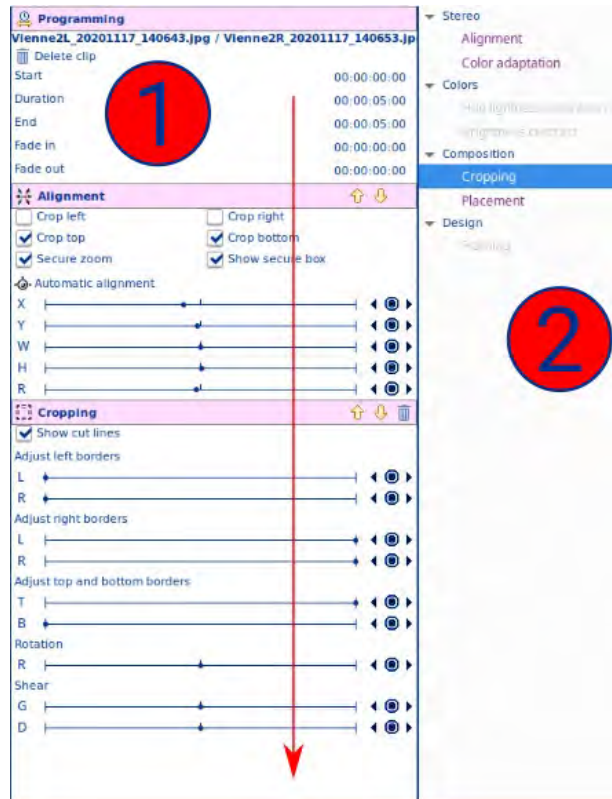 Programming
Vienne2L_20201117_140643.jpg / Vienne2R_20201117_140653.jp
Delete clip
Start 00:00:00:00
Duration 00:00:05:00
End 00:00:05:00
Fade in 00:00:00:00
Fade out 00:00:00:00
1
Alignment
Crop left Crop right
Crop top Crop bottom
Secure zoom Show secure box
Automatic alignment
X
Y
W
H
R
Cropping
Show cut lines
Adjust left borders
L
R
Adjust right borders
L
R
Adjust top and bottom borders
T
B
Rotation
R
Shear
G
D
Stereo
Alignment
Color adaptation
Colors
Composition
Cropping
Placement
Design
2